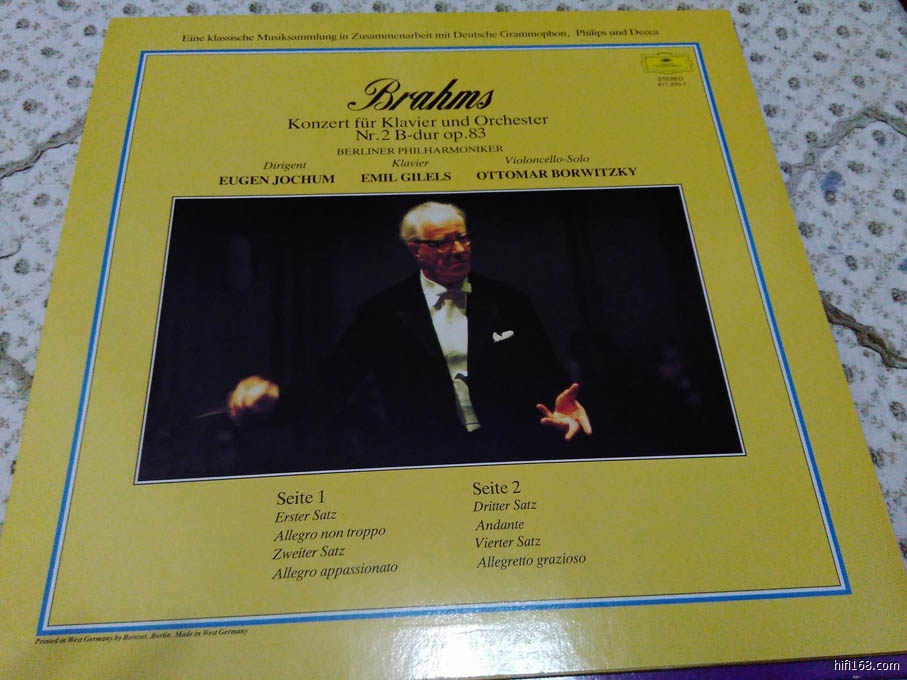 Eine klassische Musiksammlung in Zusammenarbeit mit Deutsche Grammophon, Philips und Decca
STEREO
Brahms
Konzert für Klavier und Orchester
Nr. 2 B-dur op. 83
BERLINER PHILHARMONIKER
Dirigent Klavier Violoncello-Solo
EUGEN JOCHUM EMIL GILELS OTTOMAR BORWITZKY
Seite 1
Erster Satz
Allegro non troppo
Zweiter Satz
Allegro appassionato
Seite 2
Dritter Satz
Andante
Vierter Satz
Allegretto grazioso
Printed in West Germany by Bereset, Berlin. Made in West Germany
hifi168.com